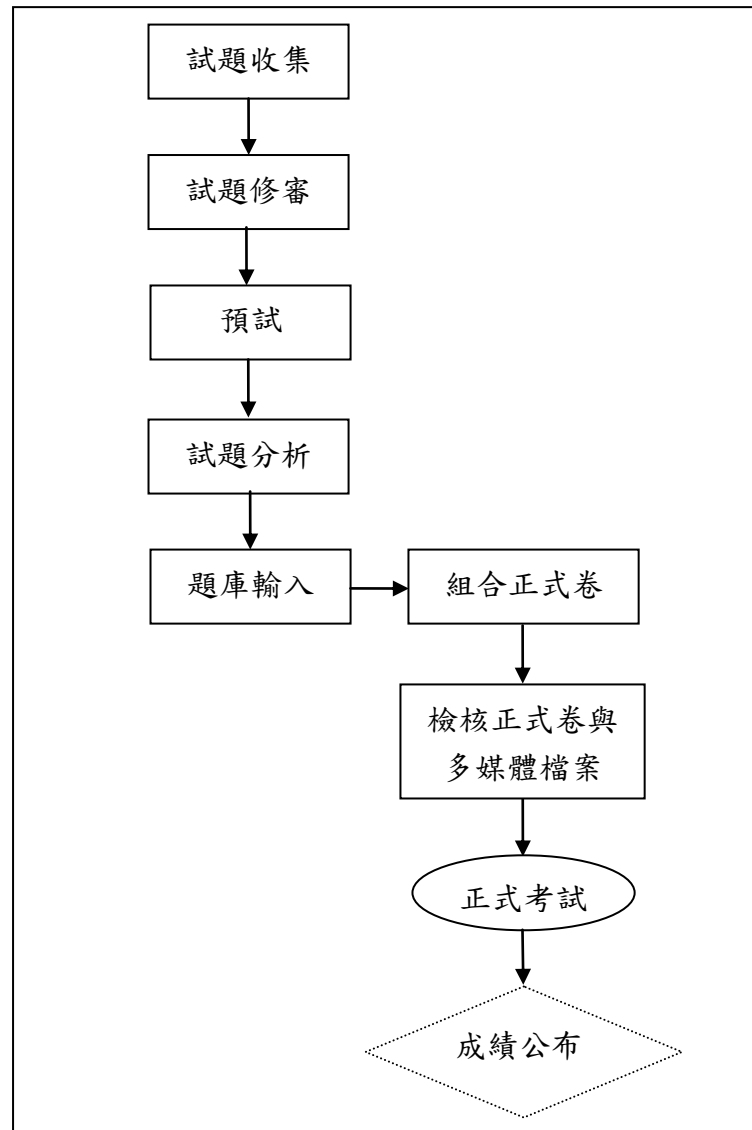 試題收集
試題修審
預試
試題分析
題庫輸入
組合正式卷
檢核正式卷與
多媒體檔案
正式考試
成績公布